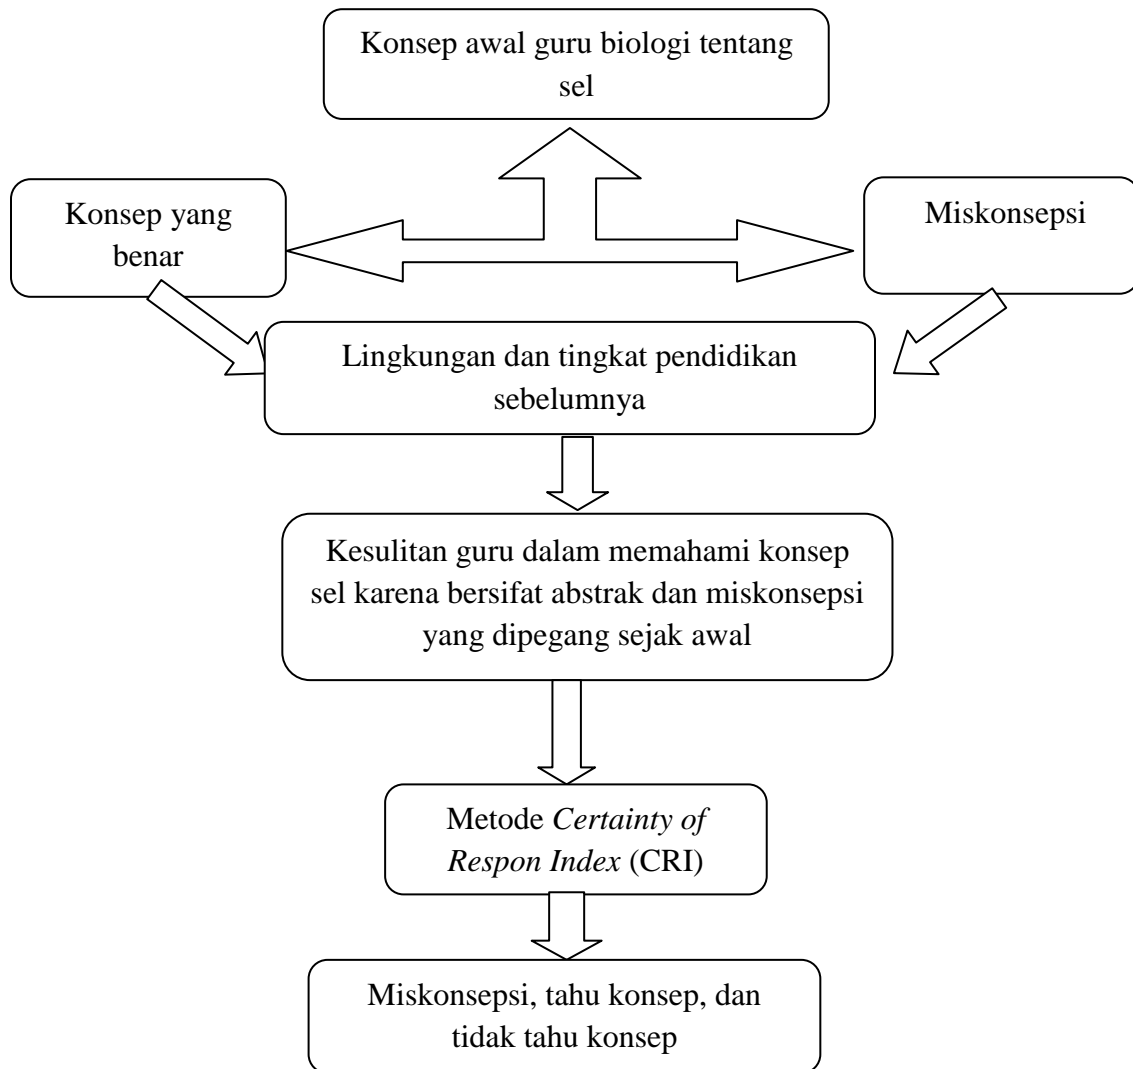 Konsep awal guru biologi tentang
sel
Konsep yang
benar
Miskonsepsi
Lingkungan dan tingkat pendidikan
sebelumnya
Kesulitan guru dalam memahami konsep
sel karena bersifat abstrak dan miskonsepsi
yang dipegang sejak awal
Metode Certainty of
Respon Index (CRI)
Miskonsepsi, tahu konsep, dan
tidak tahu konsep